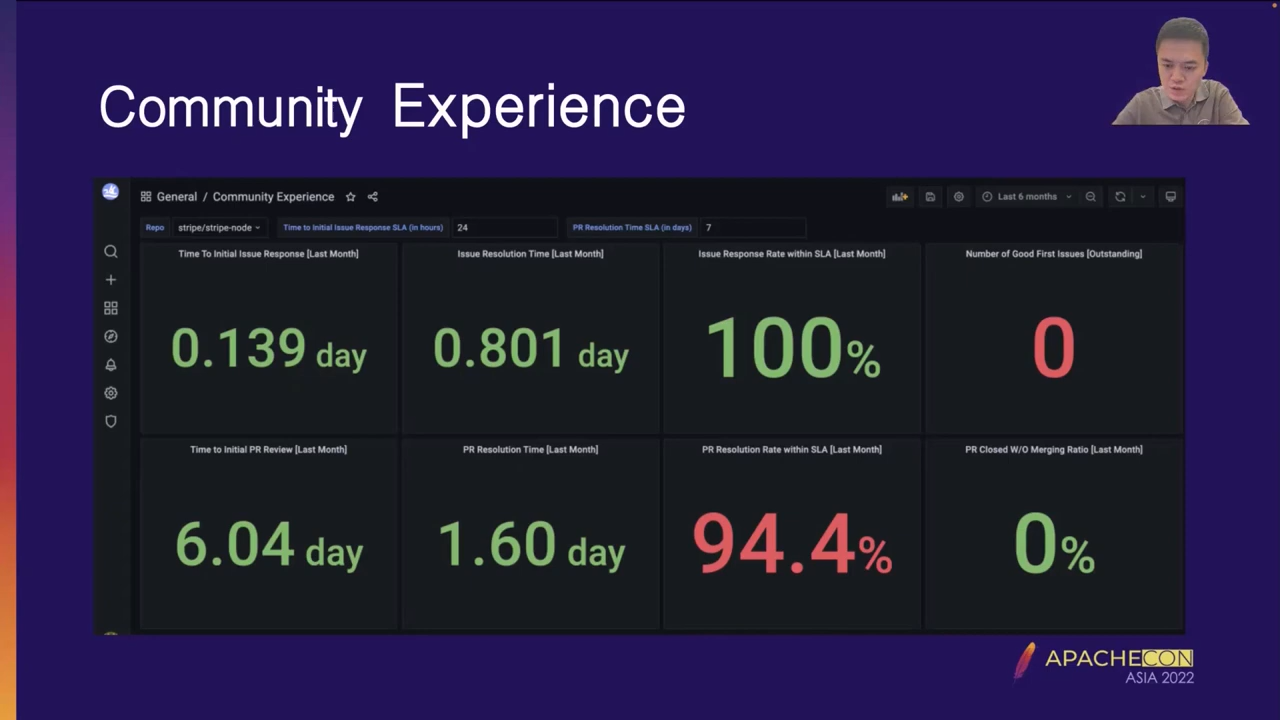 Community Experience
General / Community Experience
Last 6 months
Repo stripe/stripe-node Time to Initial Issue Response SLA (in hours) 24 PR Resolution Time SLA (in days) 7
Time To Initial Issue Response [Last Month]
0.139 day
Issue Resolution Time [Last Month]
0.801 day
Issue Response Rate within SLA [Last Month]
100%
Number of Good First Issues [Outstanding]
0
Time to Initial PR Review [Last Month]
6.04 day
PR Resolution Time [Last Month]
1.60 day
PR Resolution Rate within SLA [Last Month]
94.4%
PR Closed W/O Merging Ratio [Last Month]
0%
APACHECON
ASIA 2022